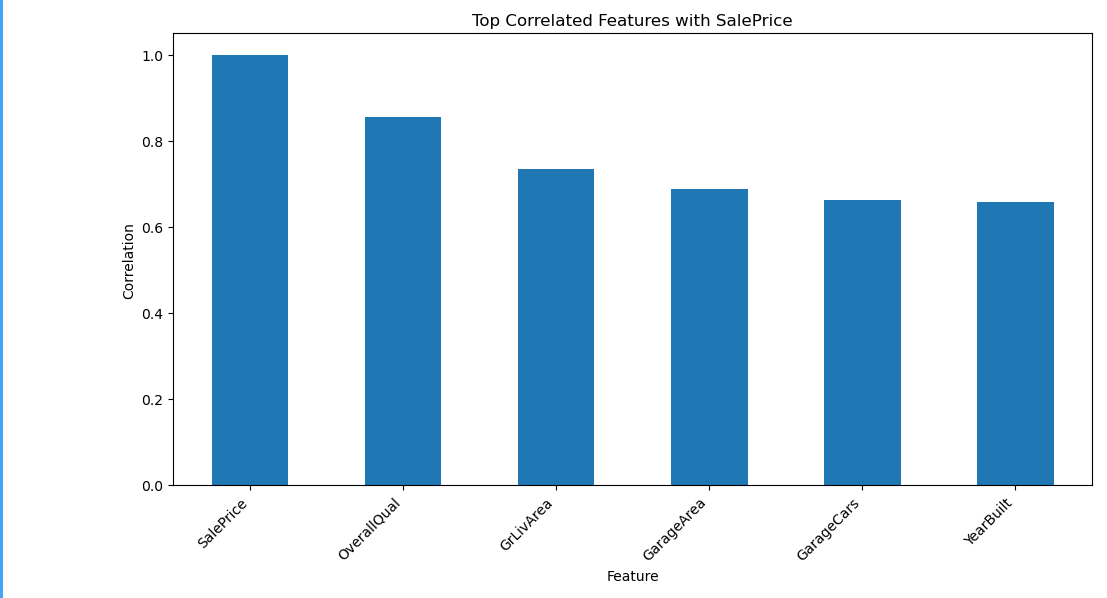 Top Correlated Features with SalePrice
Correlation
1.0
0.8
0.6
0.4
0.2
0.0
SalePrice
OverallQual
GrLivArea
GarageArea
GarageCars
YearBuilt
Feature